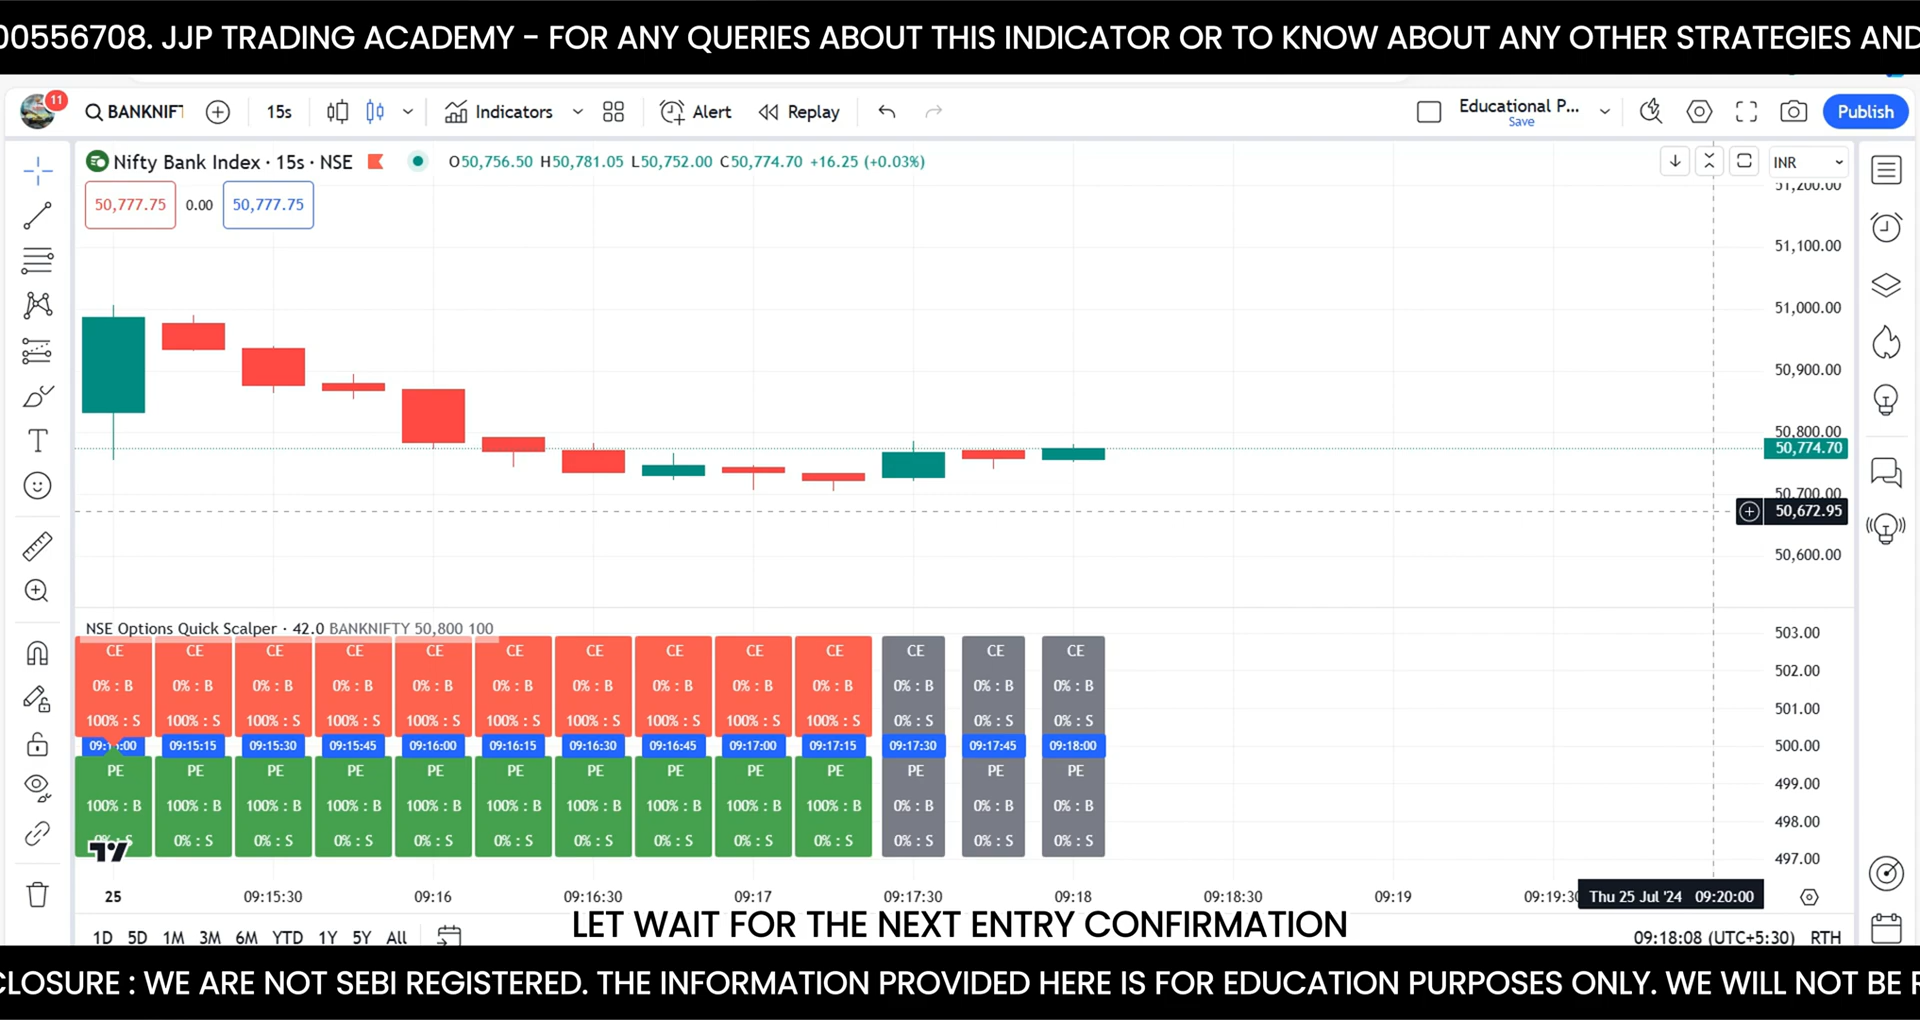 00556708. JJP TRADING ACADEMY - FOR ANY QUERIES ABOUT THIS INDICATOR OR TO KNOW ABOUT ANY OTHER STRATEGIES AND
11 BANKNIFT 15s Indicators Alert Replay Educational P... Save Publish
Nifty Bank Index · 15s · NSE O50,756.50 H50,781.05 L50,752.00 C50,774.70 +16.25 (+0.03%) INR
50,777.75 0.00 50,777.75
51,200.00
51,100.00
51,000.00
50,900.00
50,800.00
50,774.70
50,700.00
50,672.95
50,600.00
NSE Options Quick Scalper · 42.0 BANKNIFTY 50,800 100
503.00
CE CE CE CE CE CE CE CE CE CE CE CE CE
502.00
0% : B 0% : B 0% : B 0% : B 0% : B 0% : B 0% : B 0% : B 0% : B 0% : B 0% : B 0% : B 0% : B
501.00
100% : S 100% : S 100% : S 100% : S 100% : S 100% : S 100% : S 100% : S 100% : S 100% : S 0% : S 0% : S 0% : S
09:15:00 09:15:15 09:15:30 09:15:45 09:16:00 09:16:15 09:16:30 09:16:45 09:17:00 09:17:15 09:17:30 09:17:45 09:18:00 500.00
PE PE PE PE PE PE PE PE PE PE PE PE PE
499.00
100% : B 100% : B 100% : B 100% : B 100% : B 100% : B 100% : B 100% : B 100% : B 100% : B 0% : B 0% : B 0% : B
498.00
0% : S 0% : S 0% : S 0% : S 0% : S 0% : S 0% : S 0% : S 0% : S 0% : S 0% : S 0% : S 0% : S
497.00
25 09:15:30 09:16 09:16:30 09:17 09:17:30 09:18 09:18:30 09:19 09:19:30 Thu 25 Jul '24 09:20:00
LET WAIT FOR THE NEXT ENTRY CONFIRMATION
1D 5D 1M 3M 6M YTD 1Y 5Y All 09:18:08 (UTC+5:30) RTH
CLOSURE : WE ARE NOT SEBI REGISTERED. THE INFORMATION PROVIDED HERE IS FOR EDUCATION PURPOSES ONLY. WE WILL NOT BE R